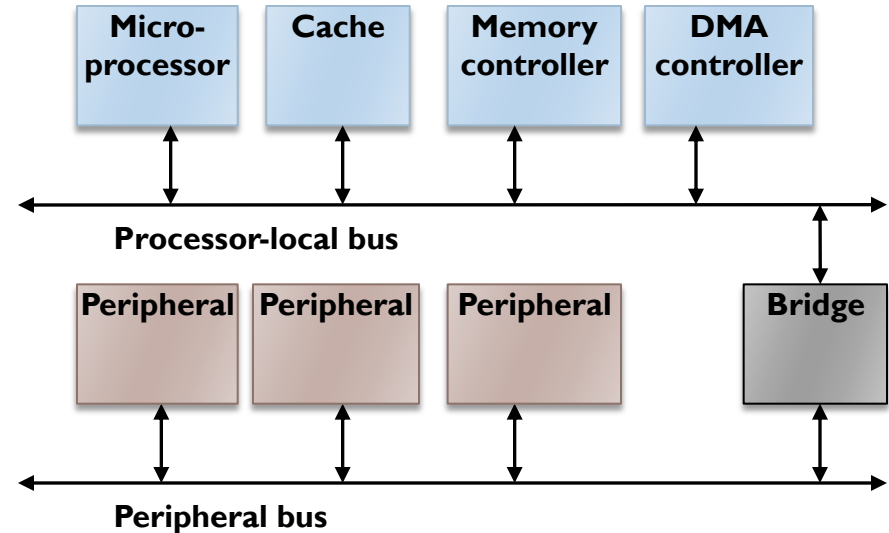 Micro-
processor
Cache
Memory
controller
DMA
controller
Processor-local bus
Peripheral
Peripheral
Peripheral
Bridge
Peripheral bus